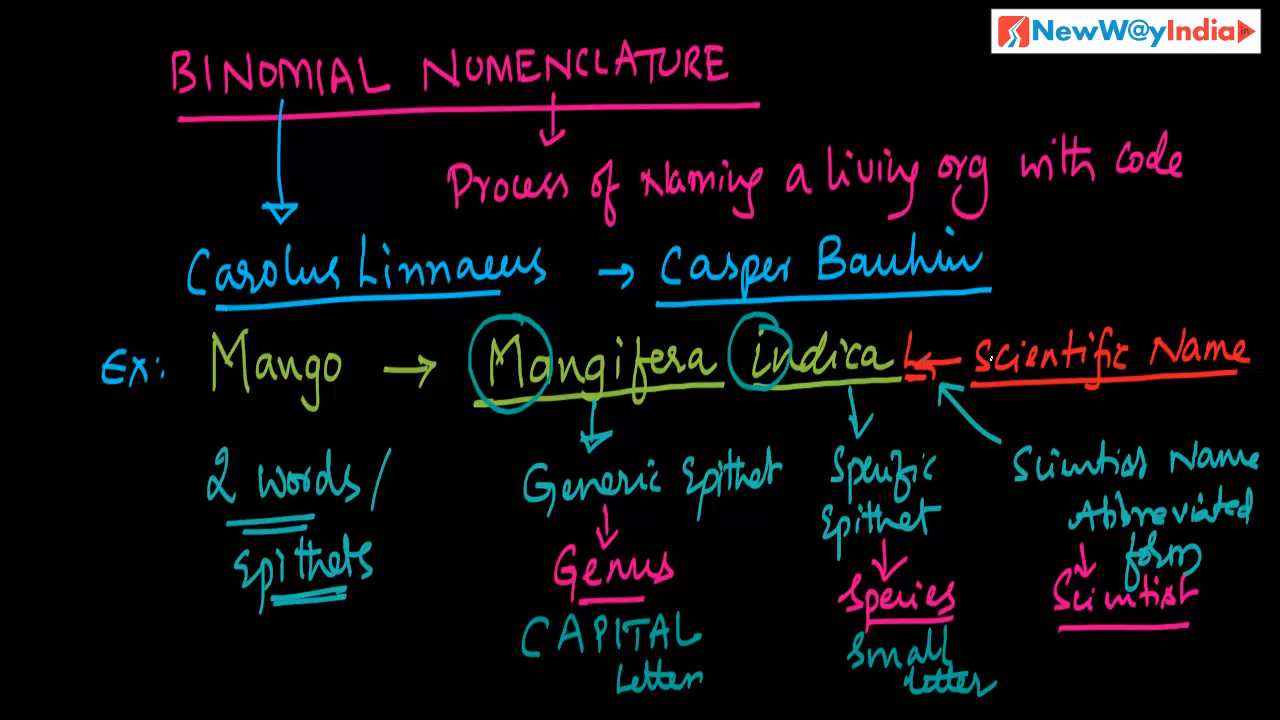 NewW@yIndia.in
BINOMIAL NOMENCLATURE
Process of Naming a living org with code
Carolus Linnaeus → Casper Bauhin
Ex: Mango → Mangifera indica L ← Scientific Name
2 words/
Epithets
Generic Epithet
Genus
CAPITAL
Letter
Specific
Epithet
Species
Small
letter
Scientist Name
Abbreviated
form
Scientist